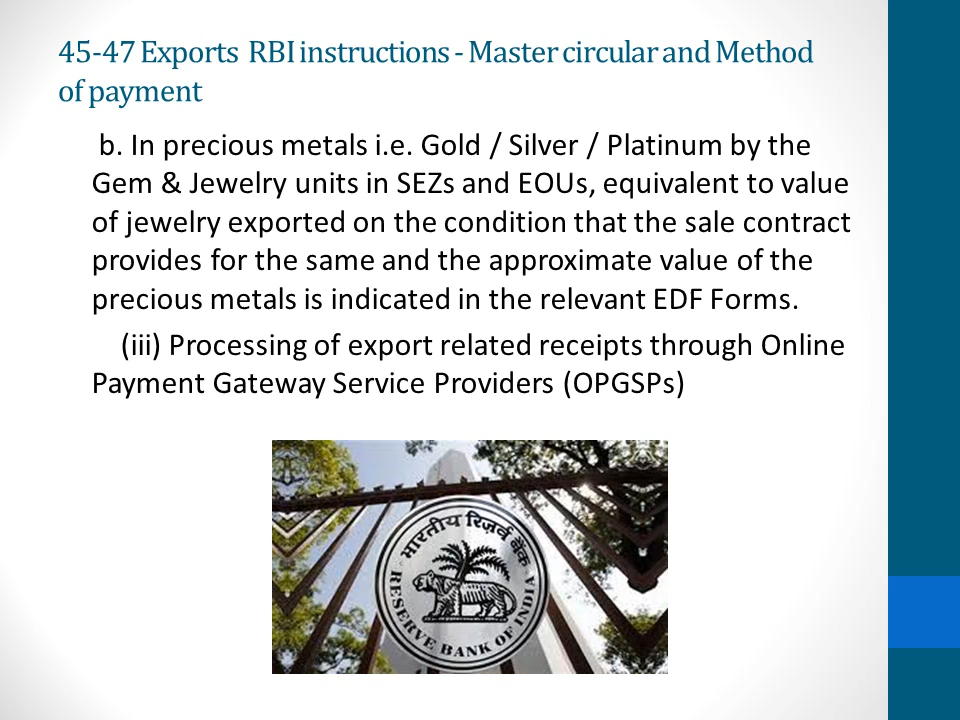 45-47 Exports RBI instructions - Master circular and Method
of payment
b. In precious metals i.e. Gold / Silver / Platinum by the
Gem & Jewelry units in SEZs and EOUs, equivalent to value
of jewelry exported on the condition that the sale contract
provides for the same and the approximate value of the
precious metals is indicated in the relevant EDF Forms.
(iii) Processing of export related receipts through Online
Payment Gateway Service Providers (OPGSPs)
भारतीय रिज़र्व बैंक
RESERVE BANK OF INDIA